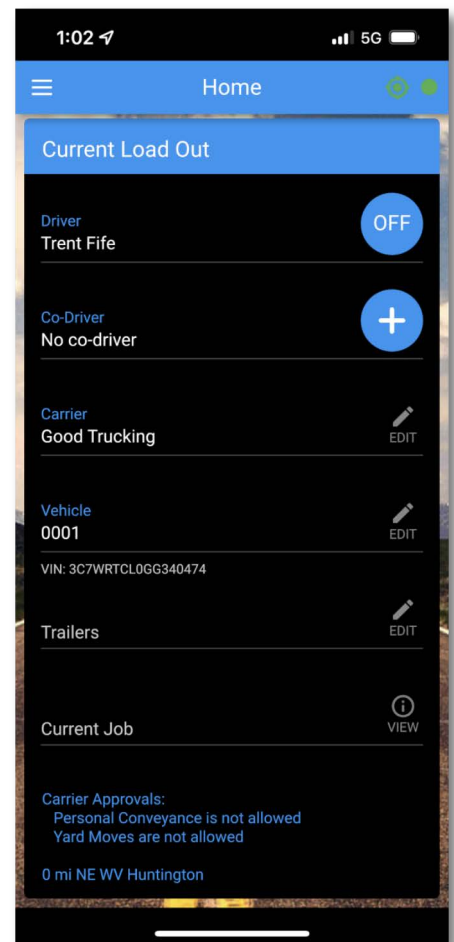 1:02
5G
Home
Current Load Out
Driver
Trent Fife
OFF
Co-Driver
No co-driver
Carrier
Good Trucking
EDIT
Vehicle
0001
EDIT
VIN: 3C7WRTCL0GG340474
Trailers
EDIT
Current Job
VIEW
Carrier Approvals:
Personal Conveyance is not allowed
Yard Moves are not allowed
0 mi NE WV Huntington